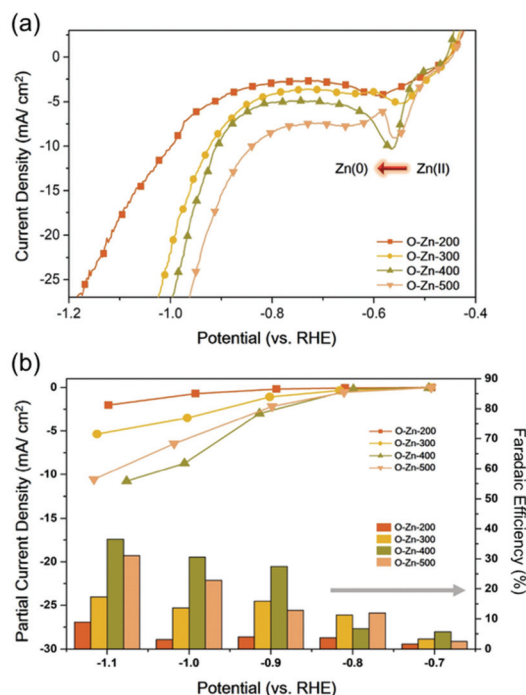 (a)
Current Density (mA/ cm²)
0
-5
-10
-15
-20
-25
Zn(0) Zn(II)
O-Zn-200
O-Zn-300
O-Zn-400
O-Zn-500
-1.2 -1.0 -0.8 -0.6 -0.4
Potential (vs. RHE)
(b)
Partial Current Density (mA/ cm²)
0
-5
-10
-15
-20
-25
-30
O-Zn-200
O-Zn-300
O-Zn-400
O-Zn-500
O-Zn-200
O-Zn-300
O-Zn-400
O-Zn-500
90
80
70
60
50
40
30
20
10
0
Faradaic Efficiency (%)
-1.1 -1.0 -0.9 -0.8 -0.7
Potential (vs. RHE)